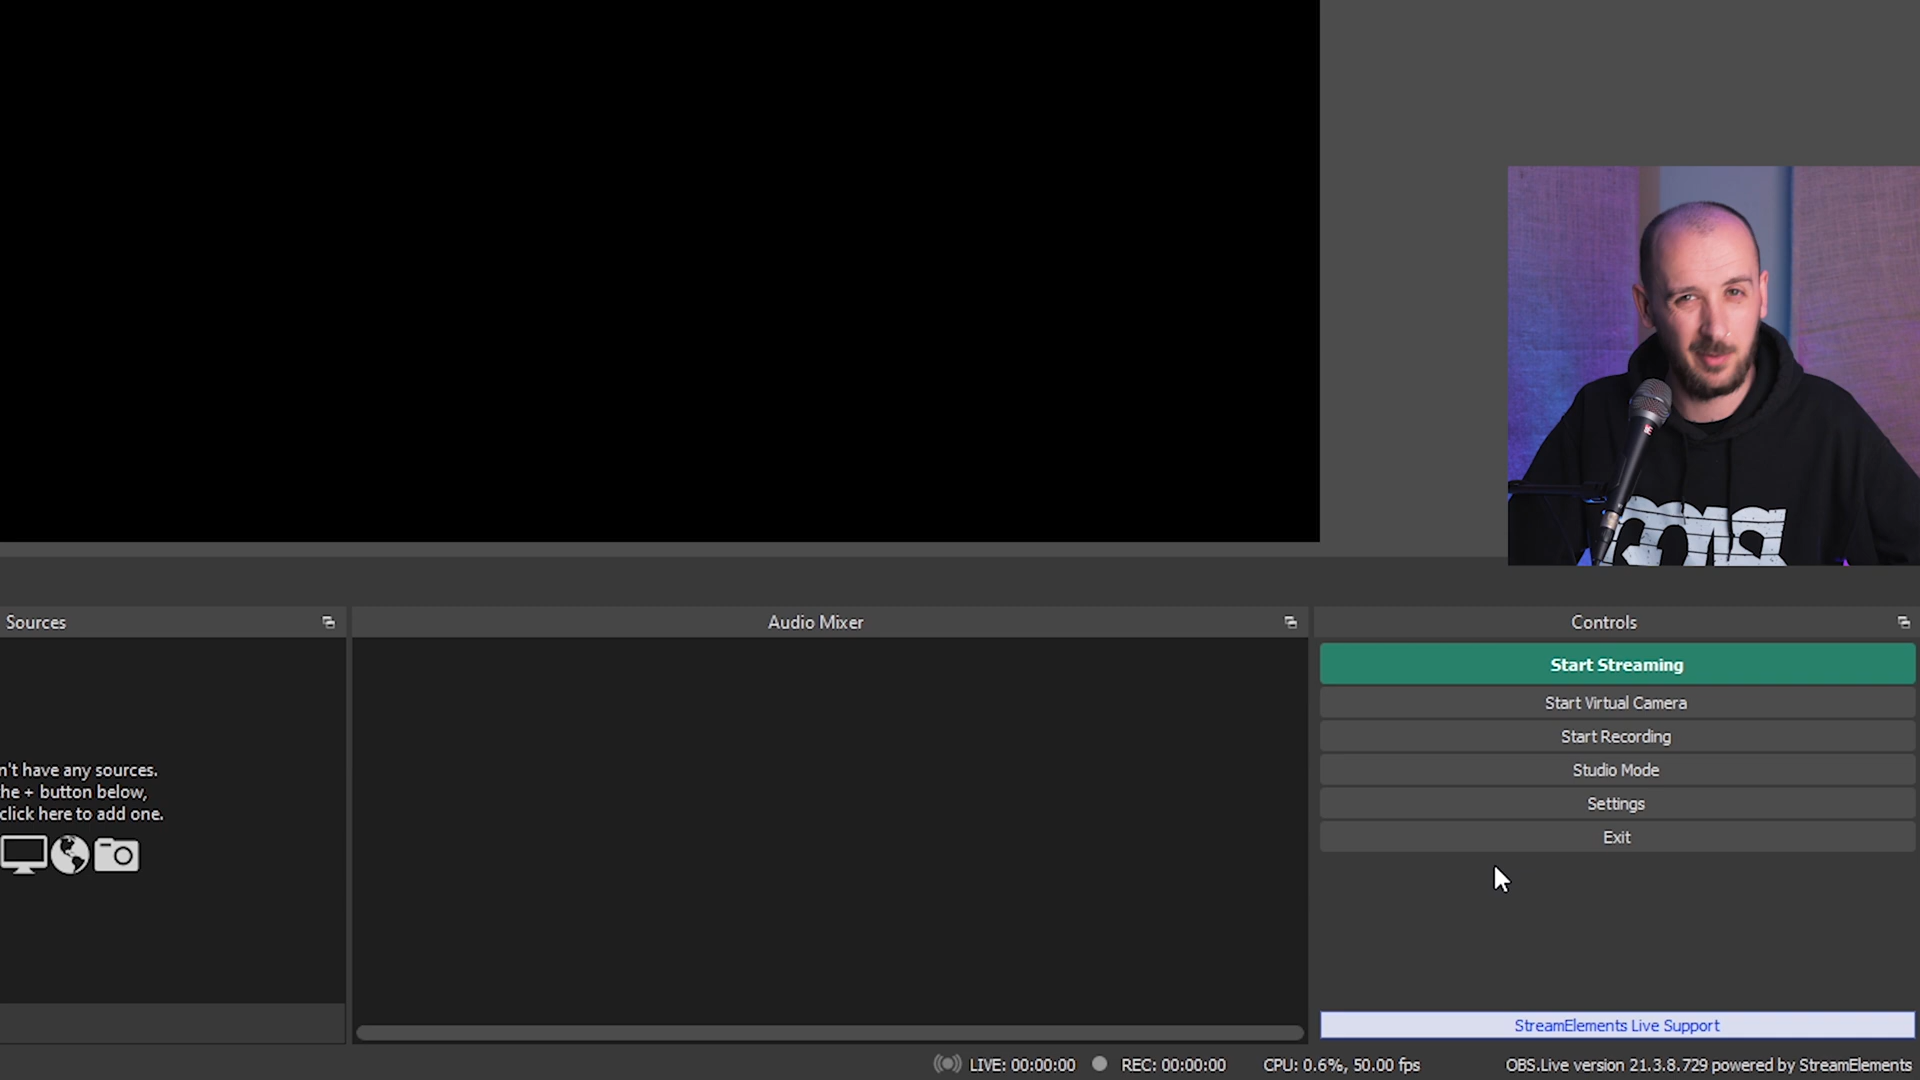 Sources
Audio Mixer
Controls
n't have any sources.
the + button below,
click here to add one.
Start Streaming
Start Virtual Camera
Start Recording
Studio Mode
Settings
Exit
StreamElements Live Support
LIVE: 00:00:00
REC: 00:00:00
CPU: 0.6%, 50.00 fps
OBS.Live version 21.3.8.729 powered by StreamElements